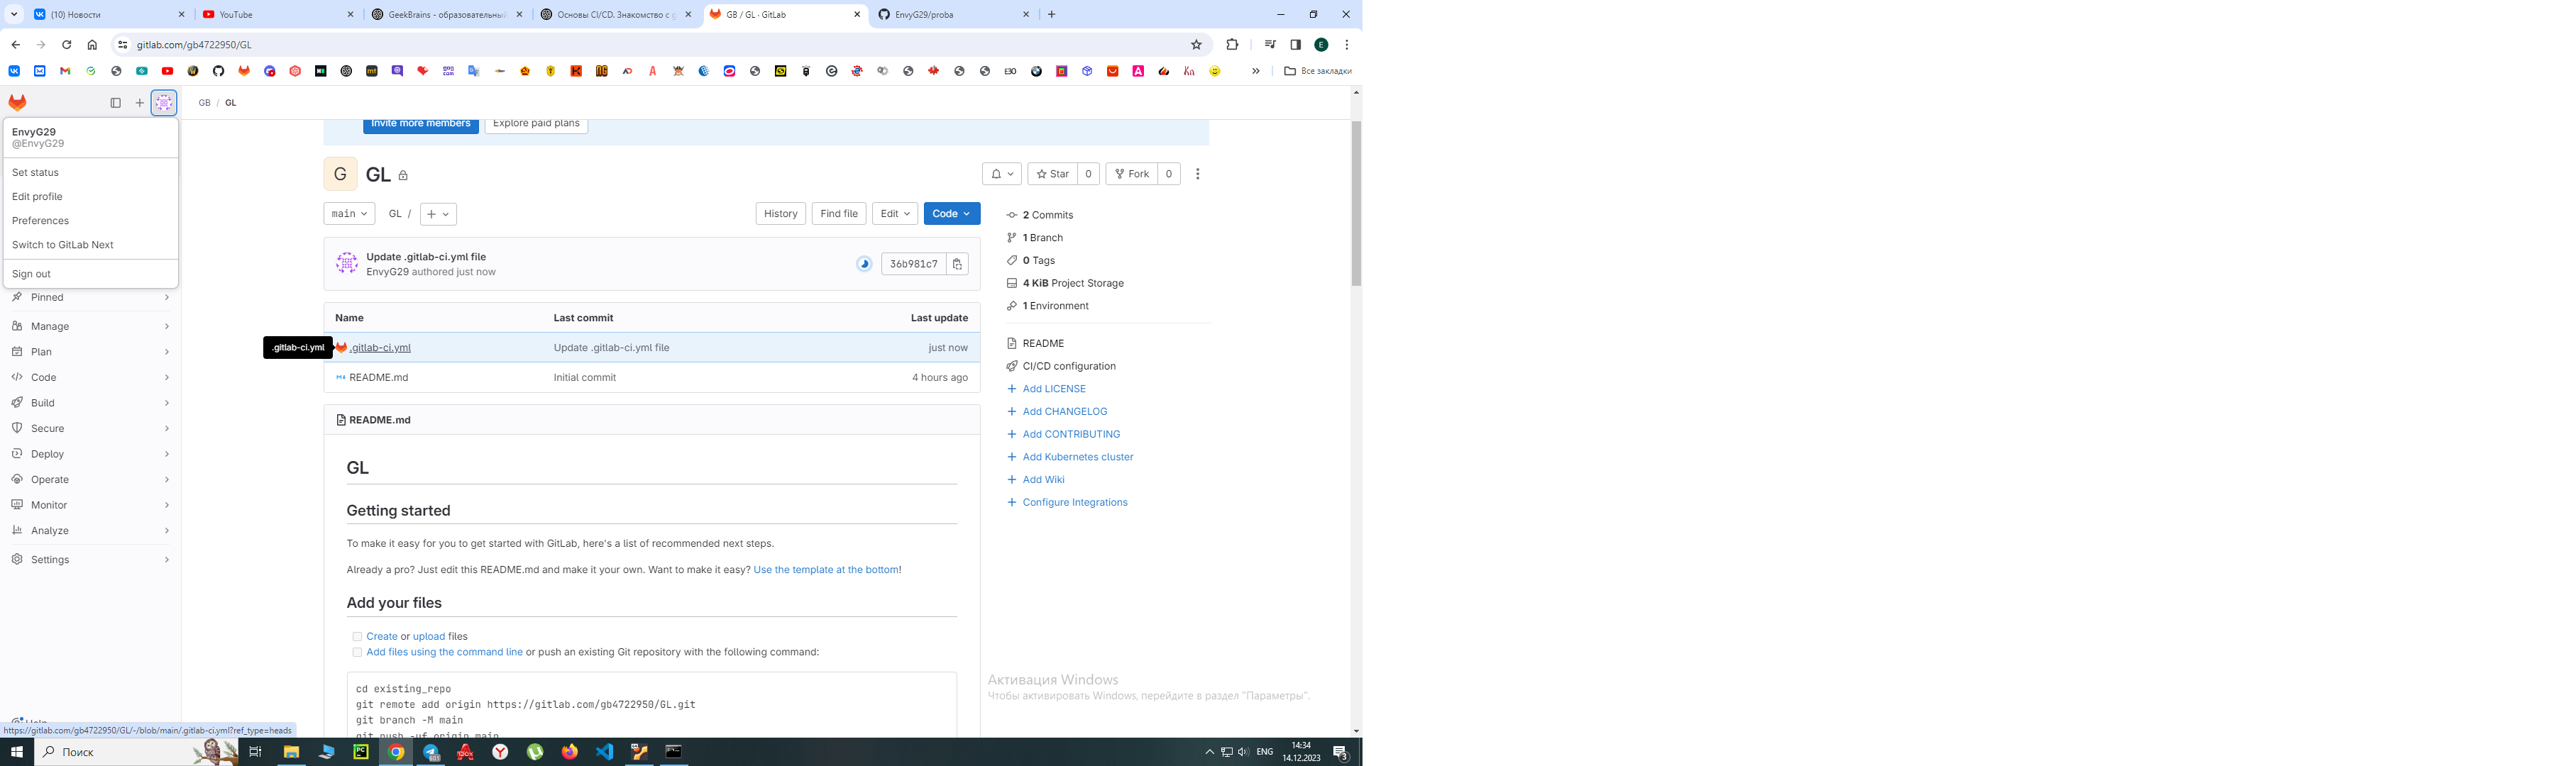 (10) Новости
YouTube
GeekBrains - образовательный
Основы CI/CD. Знакомство с g
GB / GL · GitLab
EnvyG29/proba
gitlab.com/gb4722950/GL
E
Все закладки
GB / GL
EnvyG29
@EnvyG29
Set status
Edit profile
Preferences
Switch to GitLab Next
Sign out
Pinned
Manage
Plan
Code
Build
Secure
Deploy
Operate
Monitor
Analyze
Settings
Help
Invite more members
Explore paid plans
G
GL
Star 0
Fork 0
main
GL /
History
Find file
Edit
Code
Update .gitlab-ci.yml file
EnvyG29 authored just now
36b981c7
Name Last commit Last update
.gitlab-ci.yml
.gitlab-ci.yml Update .gitlab-ci.yml file just now
README.md Initial commit 4 hours ago
README.md
GL
Getting started
To make it easy for you to get started with GitLab, here's a list of recommended next steps.
Already a pro? Just edit this README.md and make it your own. Want to make it easy? Use the template at the bottom!
Add your files
Create or upload files
Add files using the command line or push an existing Git repository with the following command:
cd existing_repo
git remote add origin https://gitlab.com/gb4722950/GL.git
git branch -M main
git push -uf origin main
2 Commits
1 Branch
0 Tags
4 KiB Project Storage
1 Environment
README
CI/CD configuration
Add LICENSE
Add CHANGELOG
Add CONTRIBUTING
Add Kubernetes cluster
Add Wiki
Configure Integrations
Активация Windows
Чтобы активировать Windows, перейдите в раздел "Параметры".
https://gitlab.com/gb4722950/GL/-/blob/main/.gitlab-ci.yml?ref_type=heads
Поиск
ENG
14:34
14.12.2023
3